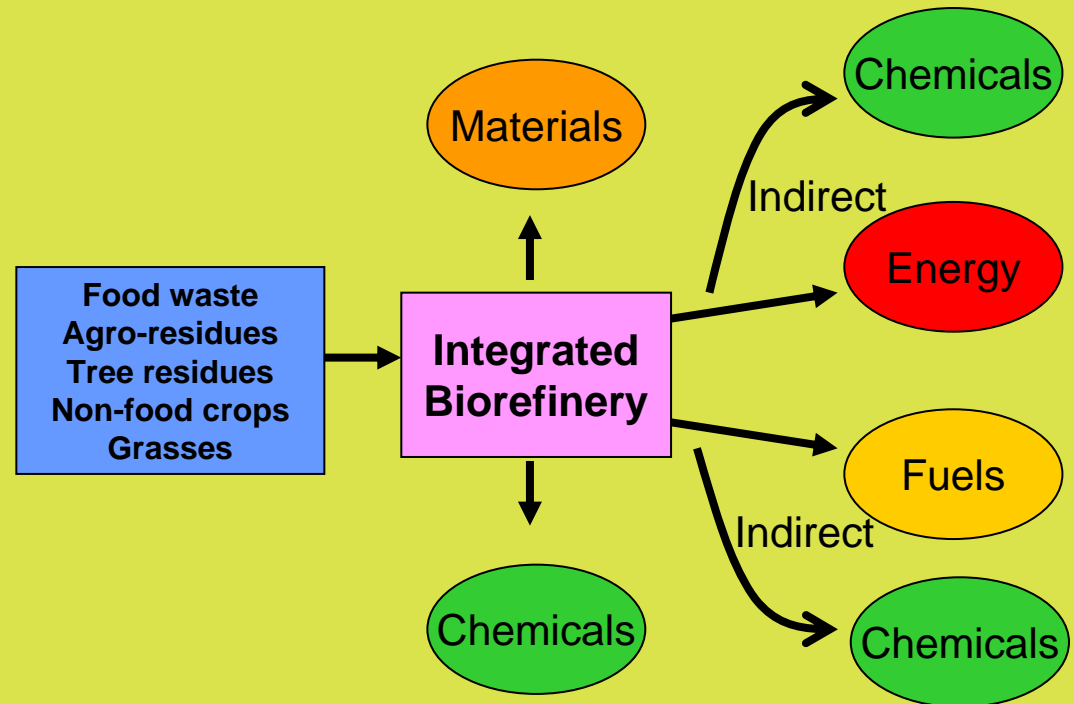 Chemicals
Materials
Indirect
Energy
Food waste
Agro-residues
Tree residues
Non-food crops
Grasses
Integrated
Biorefinery
Fuels
Indirect
Chemicals
Chemicals